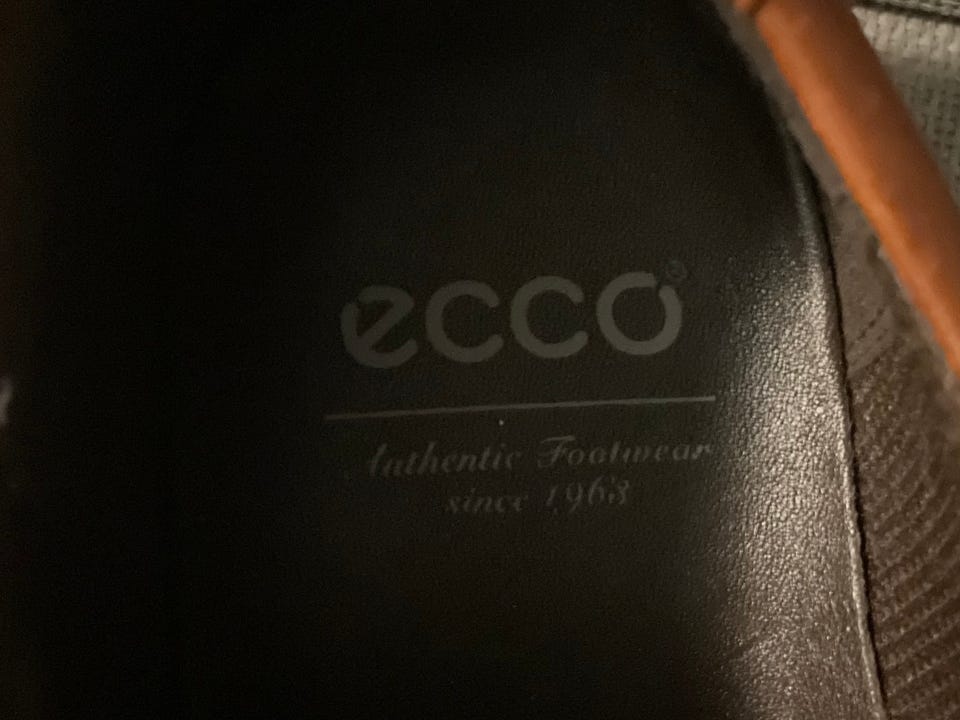 ecco®
Authentic Footwear
since 1963